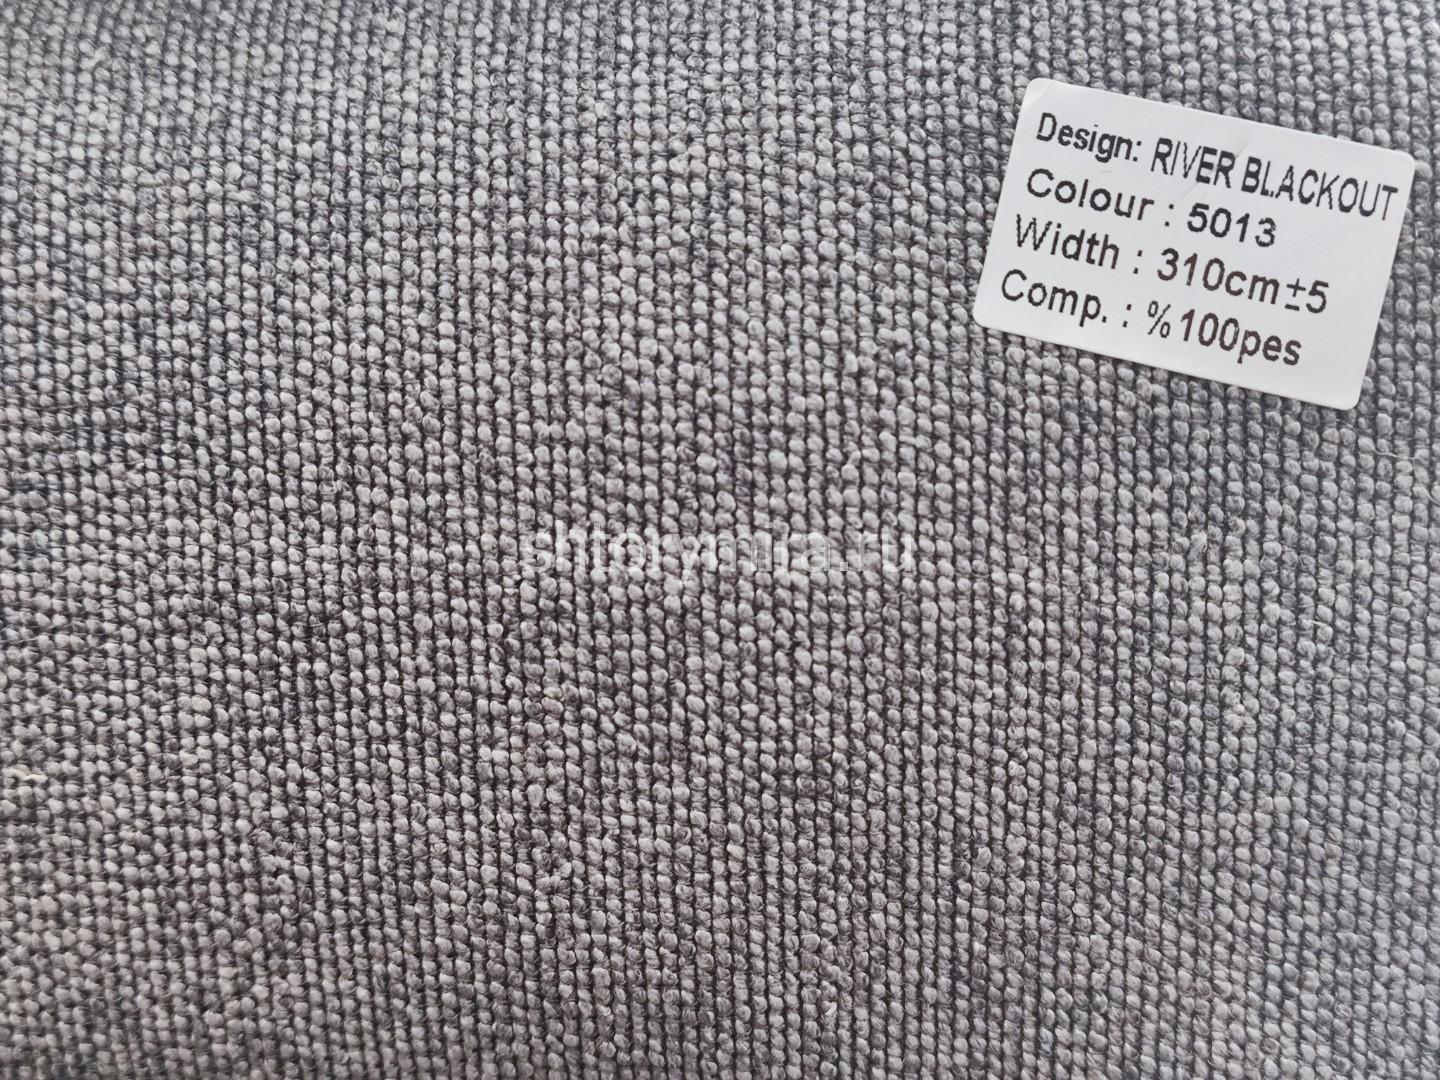 Design: RIVER BLACKOUT
Colour : 5013
Width : 310cm±5
Comp. : %100pes
shtorymira.ru